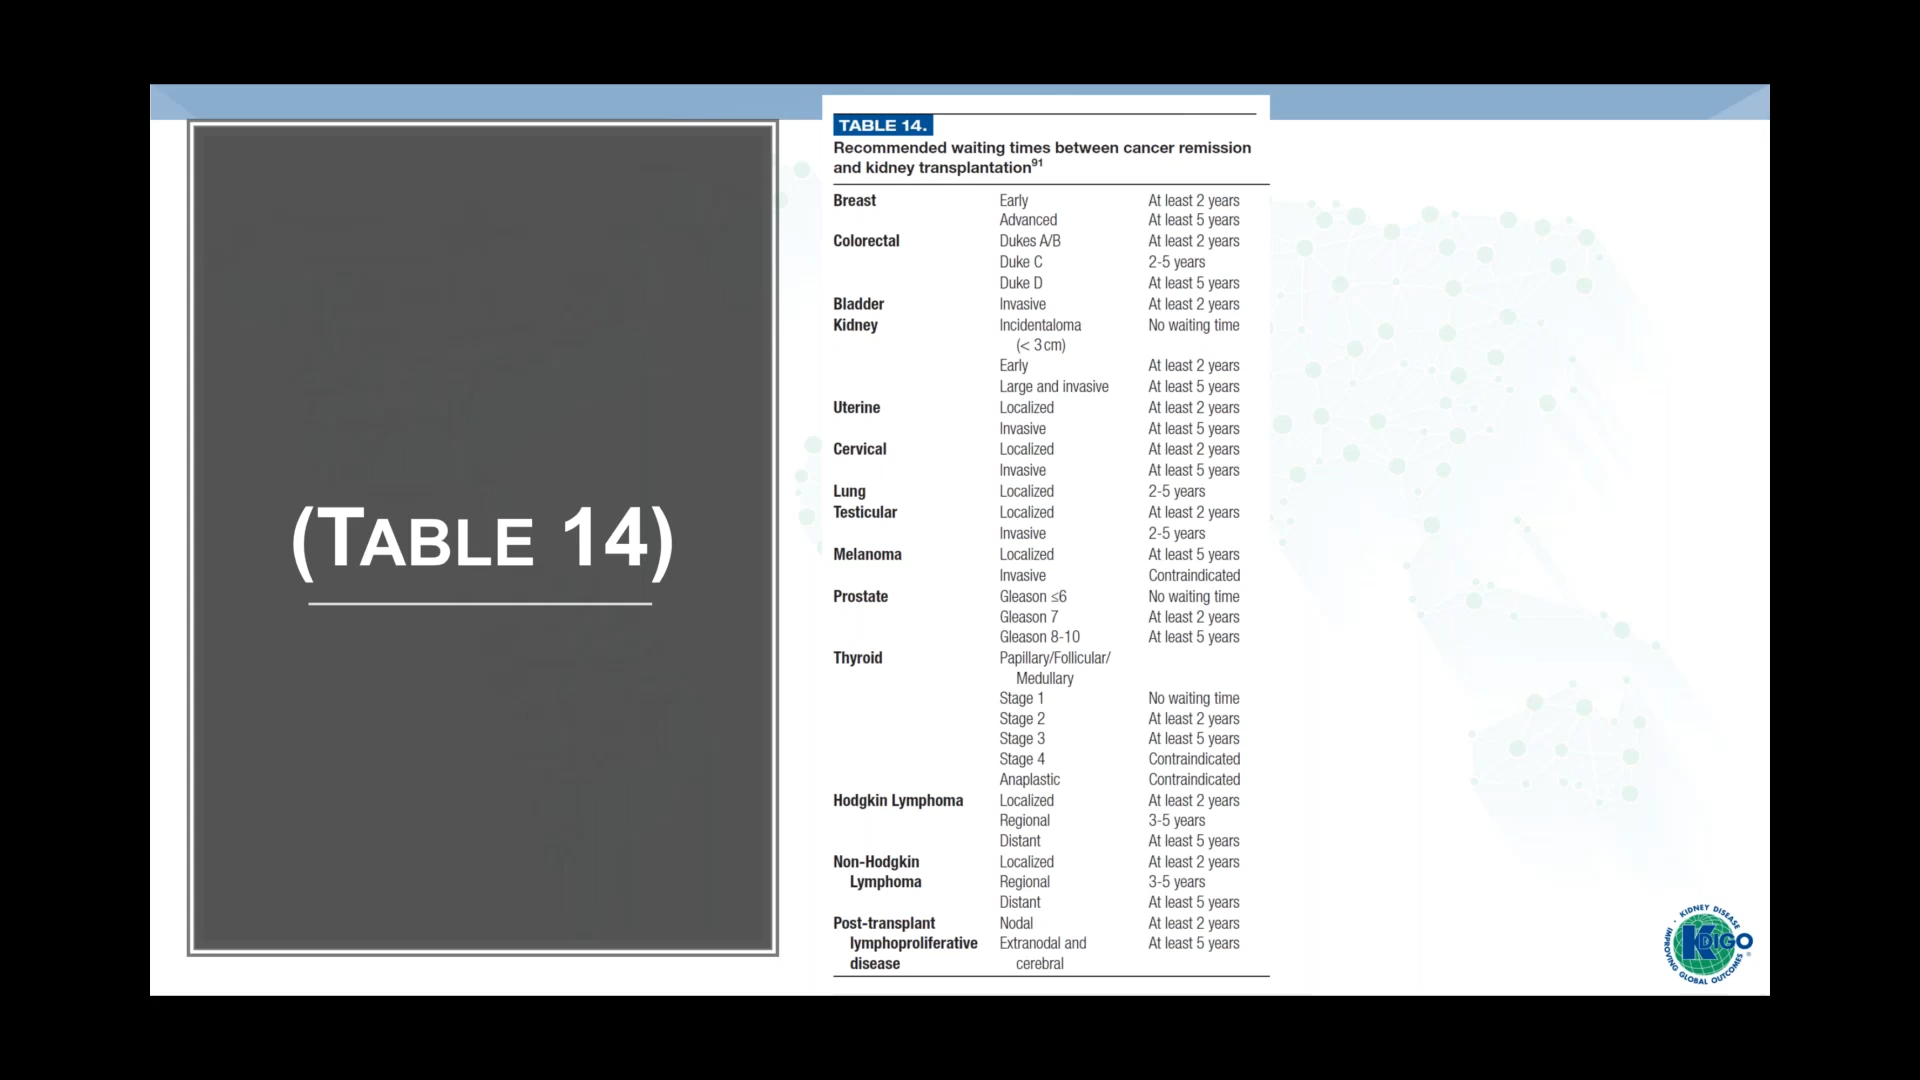 (TABLE 14)
TABLE 14.
Recommended waiting times between cancer remission
and kidney transplantation91
Breast Early At least 2 years
Advanced At least 5 years
Colorectal Dukes A/B At least 2 years
Duke C 2-5 years
Duke D At least 5 years
Bladder Invasive At least 2 years
Kidney Incidentaloma No waiting time
(< 3 cm)
Early At least 2 years
Large and invasive At least 5 years
Uterine Localized At least 2 years
Invasive At least 5 years
Cervical Localized At least 2 years
Invasive At least 5 years
Lung Localized 2-5 years
Testicular Localized At least 2 years
Invasive 2-5 years
Melanoma Localized At least 5 years
Invasive Contraindicated
Prostate Gleason ≤6 No waiting time
Gleason 7 At least 2 years
Gleason 8-10 At least 5 years
Thyroid Papillary/Follicular/
Medullary
Stage 1 No waiting time
Stage 2 At least 2 years
Stage 3 At least 5 years
Stage 4 Contraindicated
Anaplastic Contraindicated
Hodgkin Lymphoma Localized At least 2 years
Regional 3-5 years
Distant At least 5 years
Non-Hodgkin Localized At least 2 years
Lymphoma Regional 3-5 years
Distant At least 5 years
Post-transplant Nodal At least 2 years
lymphoproliferative Extranodal and At least 5 years
disease cerebral
KIDNEY DISEASE
KDIGO
IMPROVING GLOBAL OUTCOMES